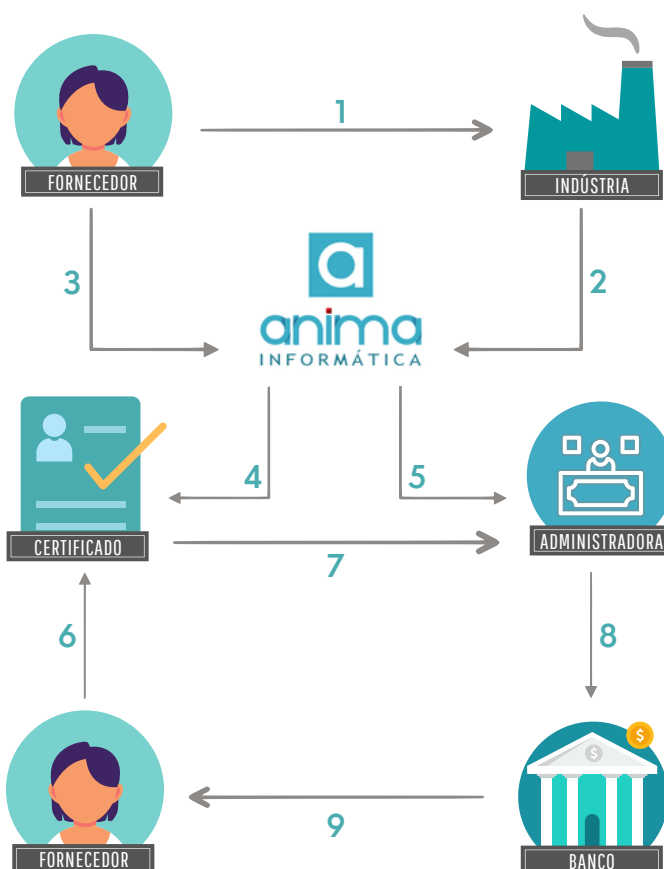 1
FORNECEDOR
INDÚSTRIA
3
2
a
anima
INFORMÁTICA
4
5
CERTIFICADO
ADMINISTRADORA
7
6
8
$
$
9
FORNECEDOR
BANCO